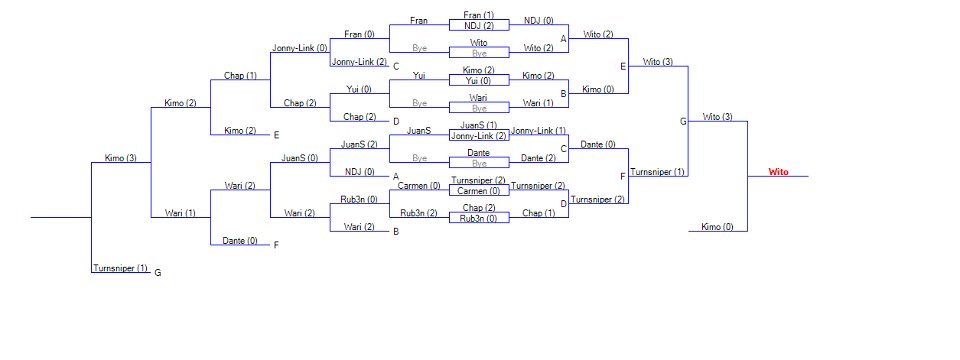 Fran (1)
Fran NDJ (2) NDJ (0)
Fran (0) A Wito (2)
Jonny-Link (0) Bye Wito Wito (2)
Bye
Jonny-Link (2) C E Wito (3)
Chap (1) Yui Kimo (2) Kimo (2)
Yui (0)
Yui (0) B Kimo (0)
Kimo (2) Chap (2) Bye Wari Wari (1)
Bye
Chap (2) D G Wito (3)
Kimo (2) E JuanS JuanS (1) Jonny-Link (1)
Jonny-Link (2)
JuanS (2) C Dante (0)
Kimo (3) JuanS (0) Bye Dante Dante (2)
Bye
NDJ (0) A F Turnsniper (1) Wito
Wari (2) Carmen (0) Turnsniper (2) Turnsniper (2)
Carmen (0)
Rub3n (0) D Turnsniper (2)
Wari (1) Wari (2) Rub3n (2) Chap (2) Chap (1)
Rub3n (0)
Wari (2) B Kimo (0)
Dante (0) F
Turnsniper (1) G